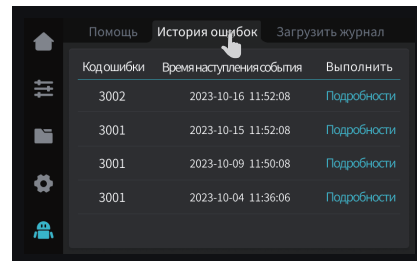 Помощь История ошибок Загрузить журнал
Код ошибки Время наступления события Выполнить
3002 2023-10-16 11:52:08 Подробности
3001 2023-10-15 11:52:08 Подробности
3001 2023-10-09 11:50:08 Подробности
3001 2023-10-04 11:36:06 Подробности